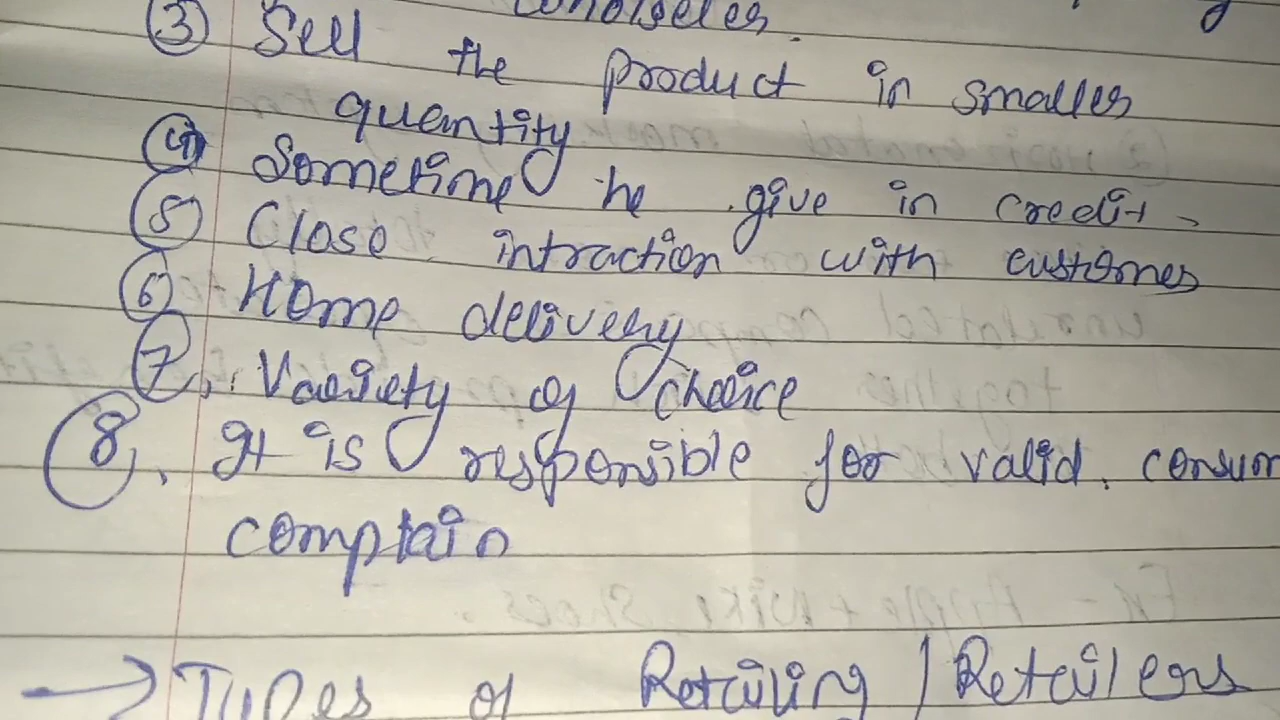 ③ Sell the product in smaller
quantity
④ Sometime he give in credit
⑤ Close intraction with customer
⑥ Home delivery
⑦. Variety of choice
⑧. It is responsible for valid. consum
complain
→ Types of Retailing / Retailers